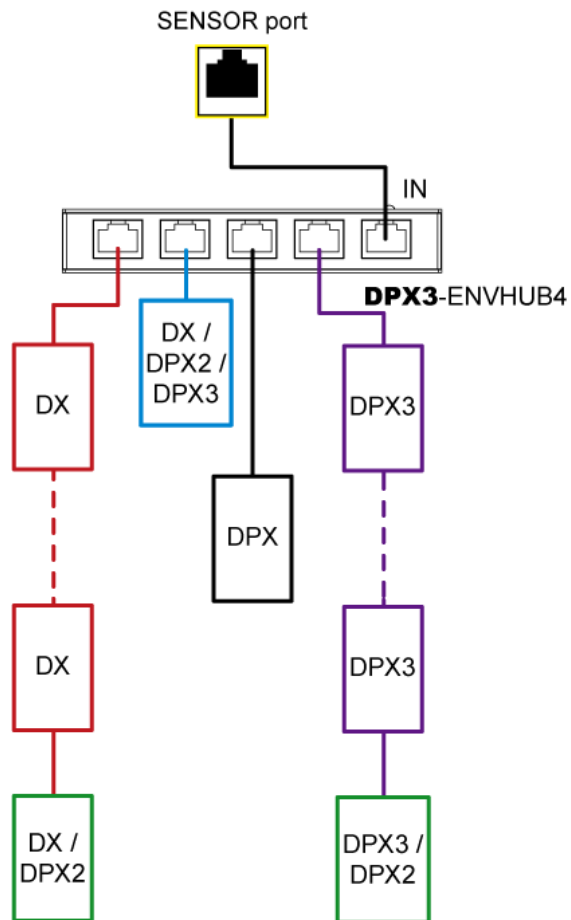 SENSOR port
IN
DPX3-ENVHUB4
DX /
DPX2 /
DPX3
DX
DPX3
DPX
DX
DPX3
DX /
DPX2
DPX3 /
DPX2